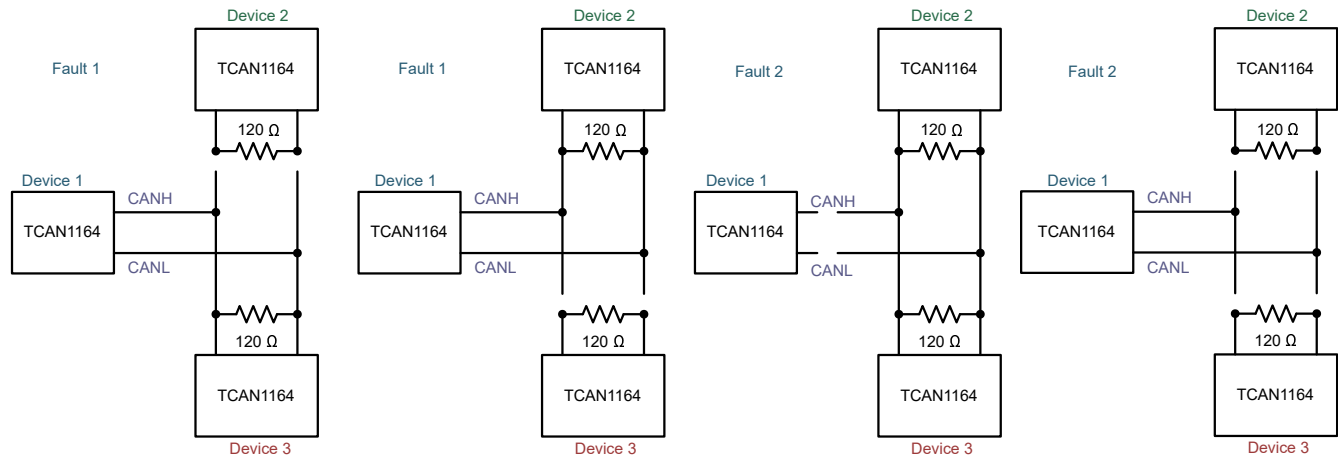 Device 2
Fault 1
TCAN1164
120 Ω
Device 1
CANH
TCAN1164
CANL
120 Ω
TCAN1164
Device 3
Device 2
Fault 1
TCAN1164
120 Ω
Device 1
CANH
TCAN1164
CANL
120 Ω
TCAN1164
Device 3
Device 2
Fault 2
TCAN1164
120 Ω
Device 1
CANH
TCAN1164
CANL
120 Ω
TCAN1164
Device 3
Device 2
Fault 2
TCAN1164
120 Ω
Device 1
CANH
TCAN1164
CANL
120 Ω
TCAN1164
Device 3